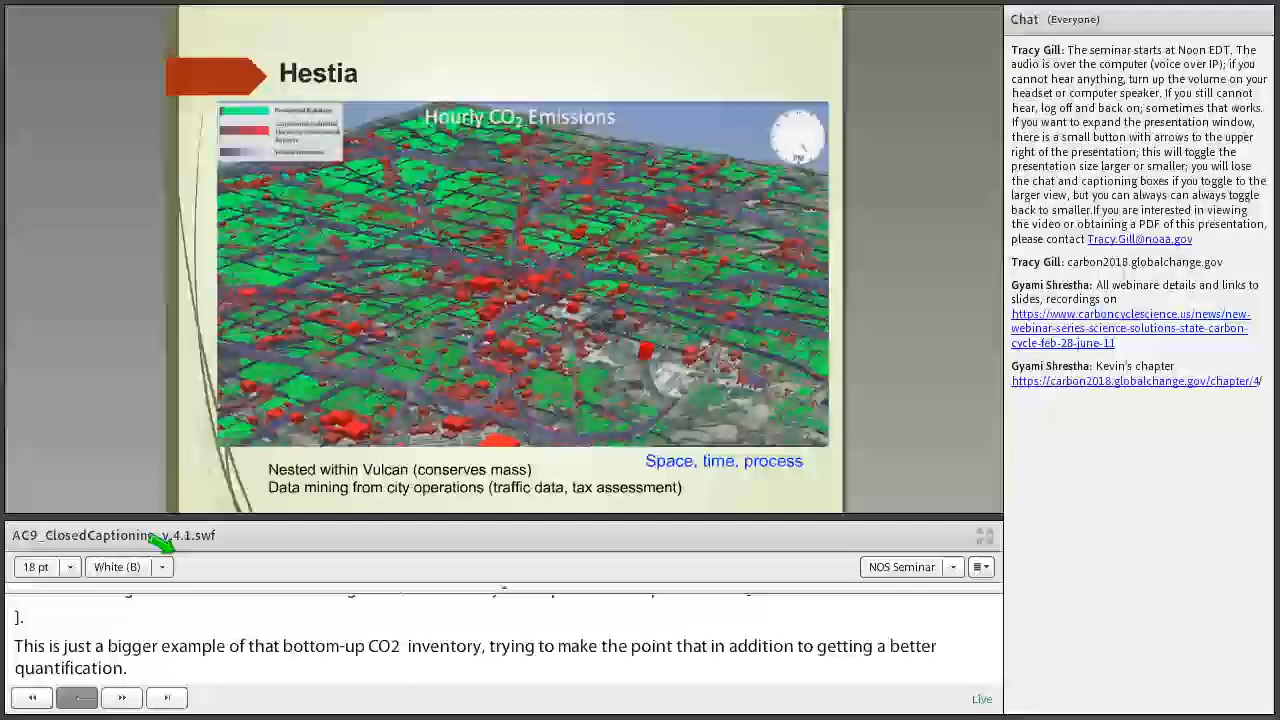 Hestia
Hourly CO2 Emissions
PM
Space, time, process
Nested within Vulcan (conserves mass)
Data mining from city operations (traffic data, tax assessment)
Chat (Everyone)
Tracy Gill: The seminar starts at Noon EDT. The
audio is over the computer (voice over IP); if you
cannot hear anything, turn up the volume on your
headset or computer speaker. If you still cannot
hear, log off and back on; sometimes that works.
If you want to expand the presentation window,
there is a small button with arrows to the upper
right of the presentation; this will toggle the
presentation size larger or smaller; you will lose
the chat and captioning boxes if you toggle to the
larger view, but you can always can always toggle
back to smaller.If you are interested in viewing
the video or obtaining a PDF of this presentation,
please contact Tracy.Gill@noaa.gov
Tracy Gill: carbon2018.globalchange.gov
Gyami Shrestha: All webinare details and links to
slides, recordings on
https://www.carboncyclescience.us/news/new-
webinar-series-science-solutions-state-carbon-
cycle-feb-28-june-11
Gyami Shrestha: Kevin's chapter
https://carbon2018.globalchange.gov/chapter/4/
AC9_ClosedCaptioning_v.4.1.swf
18 pt White (B) NOS Seminar
].
This is just a bigger example of that bottom-up CO2 inventory, trying to make the point that in addition to getting a better
quantification.
Live